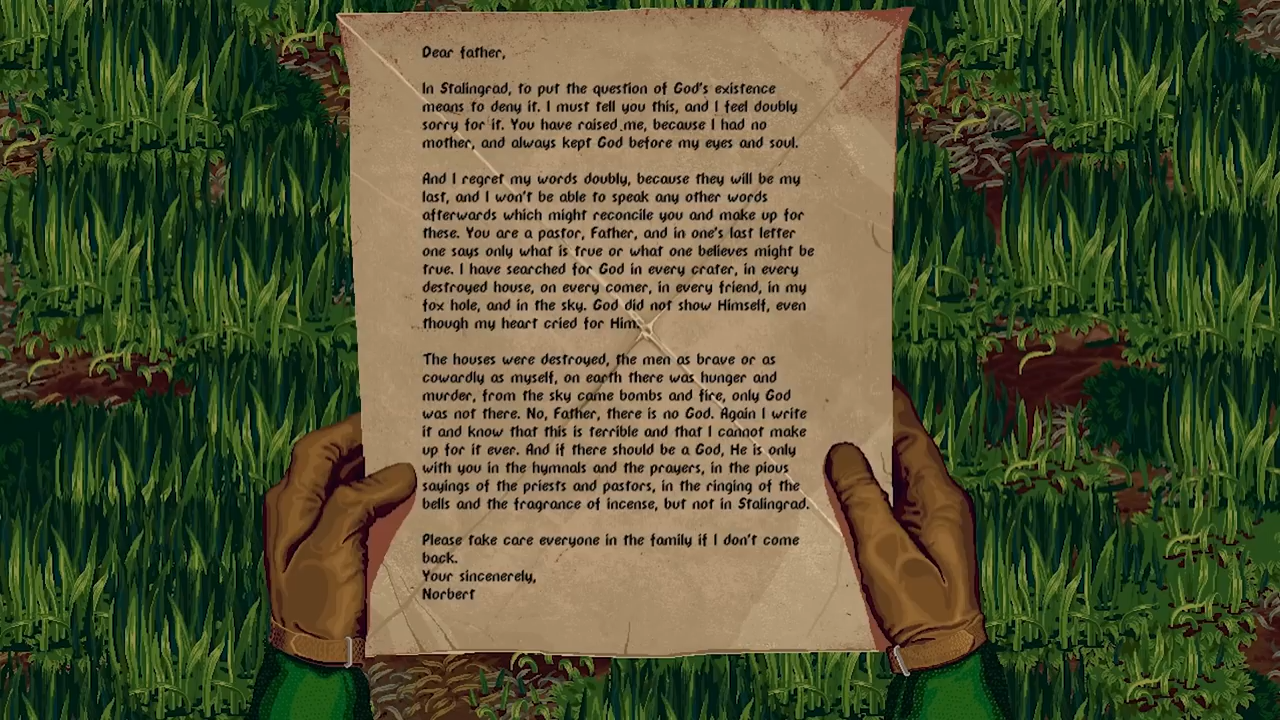 Dear father,
In Stalingrad, to put the question of God's existence
means to deny it. I must tell you this, and I feel doubly
sorry for it. You have raised me, because I had no
mother, and always kept God before my eyes and soul.
And I regret my words doubly, because they will be my
last, and I won't be able to speak any other words
afterwards which might reconcile you and make up for
these. You are a pastor, Father, and in one's last letter
one says only what is true or what one believes might be
true. I have searched for God in every crater, in every
destroyed house, on every corner, in every friend, in my
fox hole, and in the sky. God did not show Himself, even
though my heart cried for Him.
The houses were destroyed, the men as brave or as
cowardly as myself, on earth there was hunger and
murder, from the sky came bombs and fire, only God
was not there. No, Father, there is no God. Again I write
it and know that this is terrible and that I cannot make
up for it ever. And if there should be a God, He is only
with you in the hymnals and the prayers, in the pious
sayings of the priests and pastors, in the ringing of the
bells and the fragrance of incense, but not in Stalingrad.
Please take care everyone in the family if I don't come
back.
Your sincenerely,
Norbert